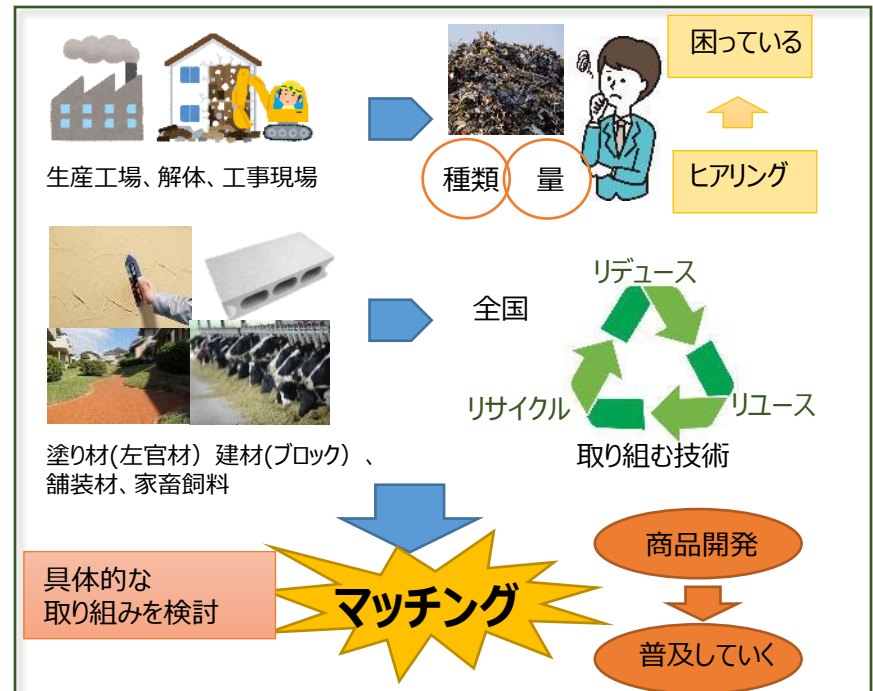 困っている
生産工場、解体、工事現場
種類
量
ヒアリング
全国
リデュース
リサイクル
リユース
取り組む技術
塗り材(左官材）建材(ブロック）、
舗装材、家畜飼料
具体的な
取り組みを検討
マッチング
商品開発
普及していく